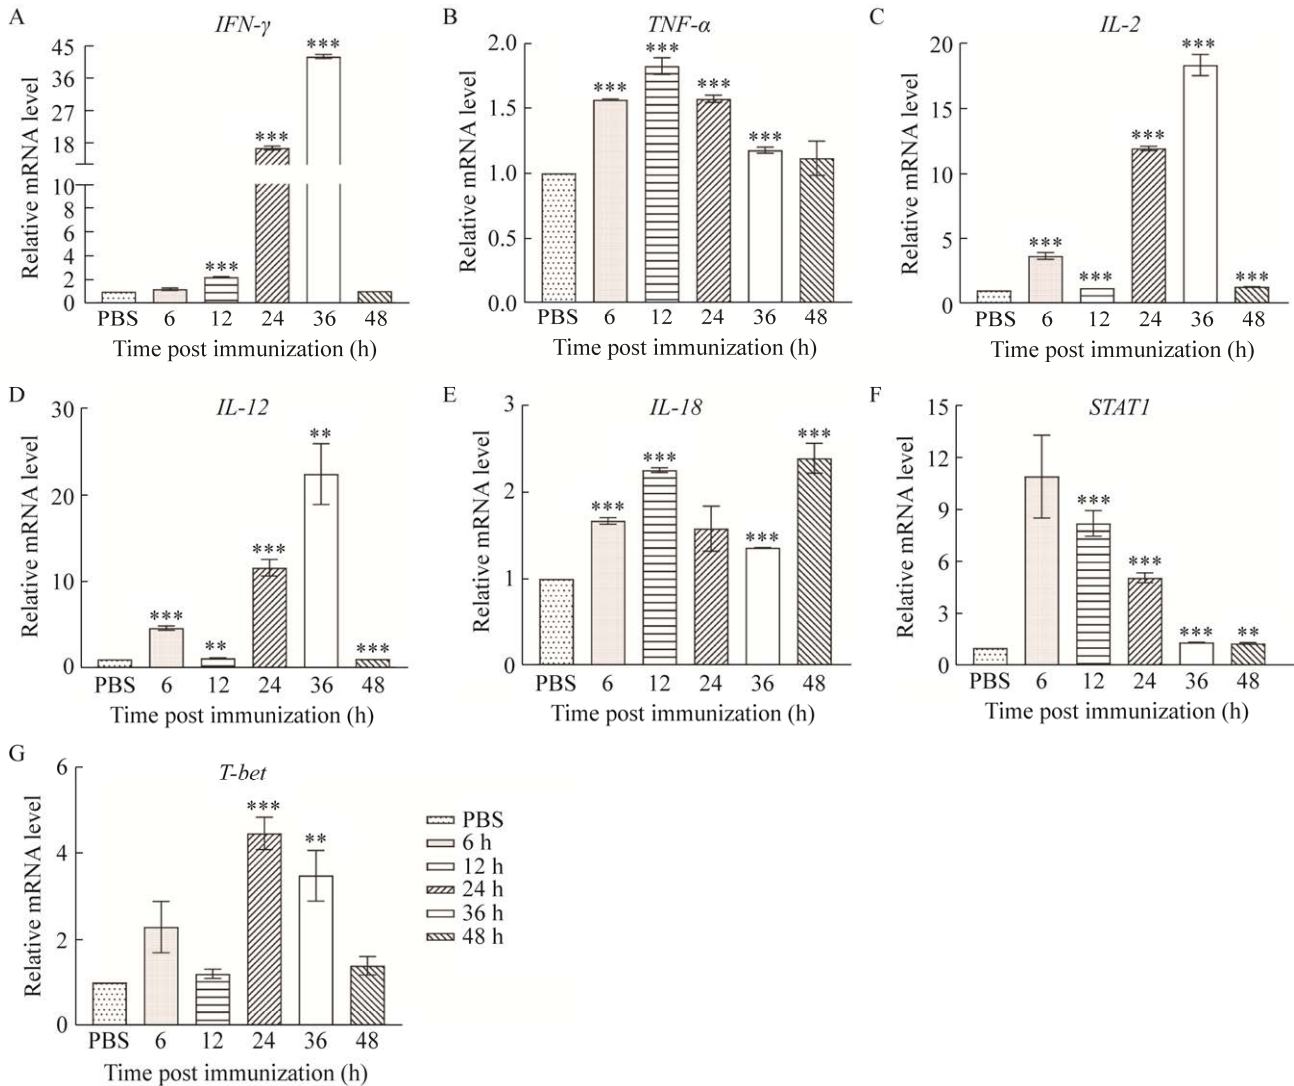 A
IFN-γ
Relative mRNA level
45
36
27
18
10
8
6
4
2
0
***
***
***
PBS 6 12 24 36 48
Time post immunization (h)
B
TNF-α
Relative mRNA level
2.0
1.5
1.0
0.5
0.0
***
***
***
***
PBS 6 12 24 36 48
Time post immunization (h)
C
IL-2
Relative mRNA level
20
15
10
5
0
***
***
***
***
***
PBS 6 12 24 36 48
Time post immunization (h)
D
IL-12
Relative mRNA level
30
20
10
0
***
**
***
**
***
PBS 6 12 24 36 48
Time post immunization (h)
E
IL-18
Relative mRNA level
3
2
1
0
***
***
***
***
PBS 6 12 24 36 48
Time post immunization (h)
F
STAT1
Relative mRNA level
15
12
9
6
3
0
***
***
***
**
PBS 6 12 24 36 48
Time post immunization (h)
G
T-bet
Relative mRNA level
6
4
2
0
***
**
PBS 6 12 24 36 48
Time post immunization (h)
PBS
6 h
12 h
24 h
36 h
48 h